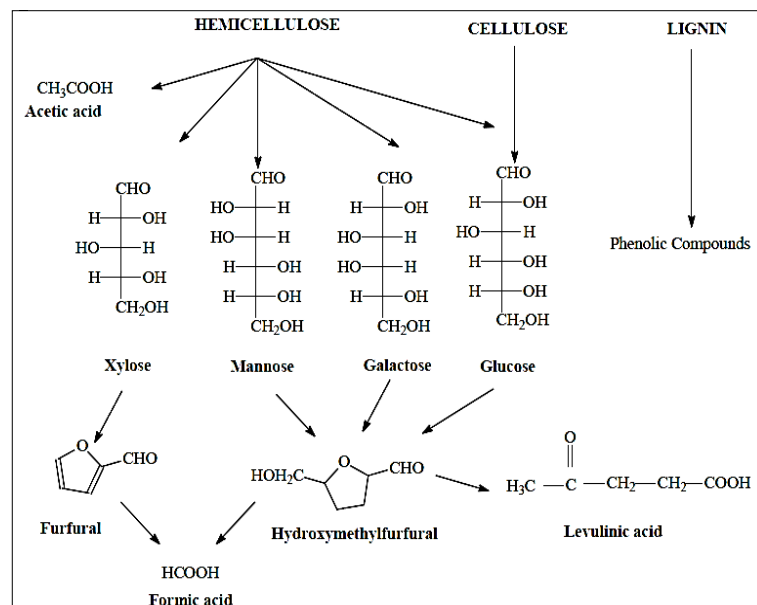 HEMICELLULOSE
CELLULOSE
LIGNIN
CH₃COOH
Acetic acid
CHO
H OH
HO H
H OH
CH₂OH
Xylose
CHO
HO H
HO H
H OH
H OH
CH₂OH
Mannose
CHO
H OH
HO H
HO H
H OH
CH₂OH
Galactose
CHO
H OH
HO H
H OH
H OH
CH₂OH
Glucose
Phenolic Compounds
O
CHO
Furfural
HOH₂C O CHO
Hydroxymethylfurfural
O
H₃C C CH₂ CH₂ COOH
Levulinic acid
HCOOH
Formic acid